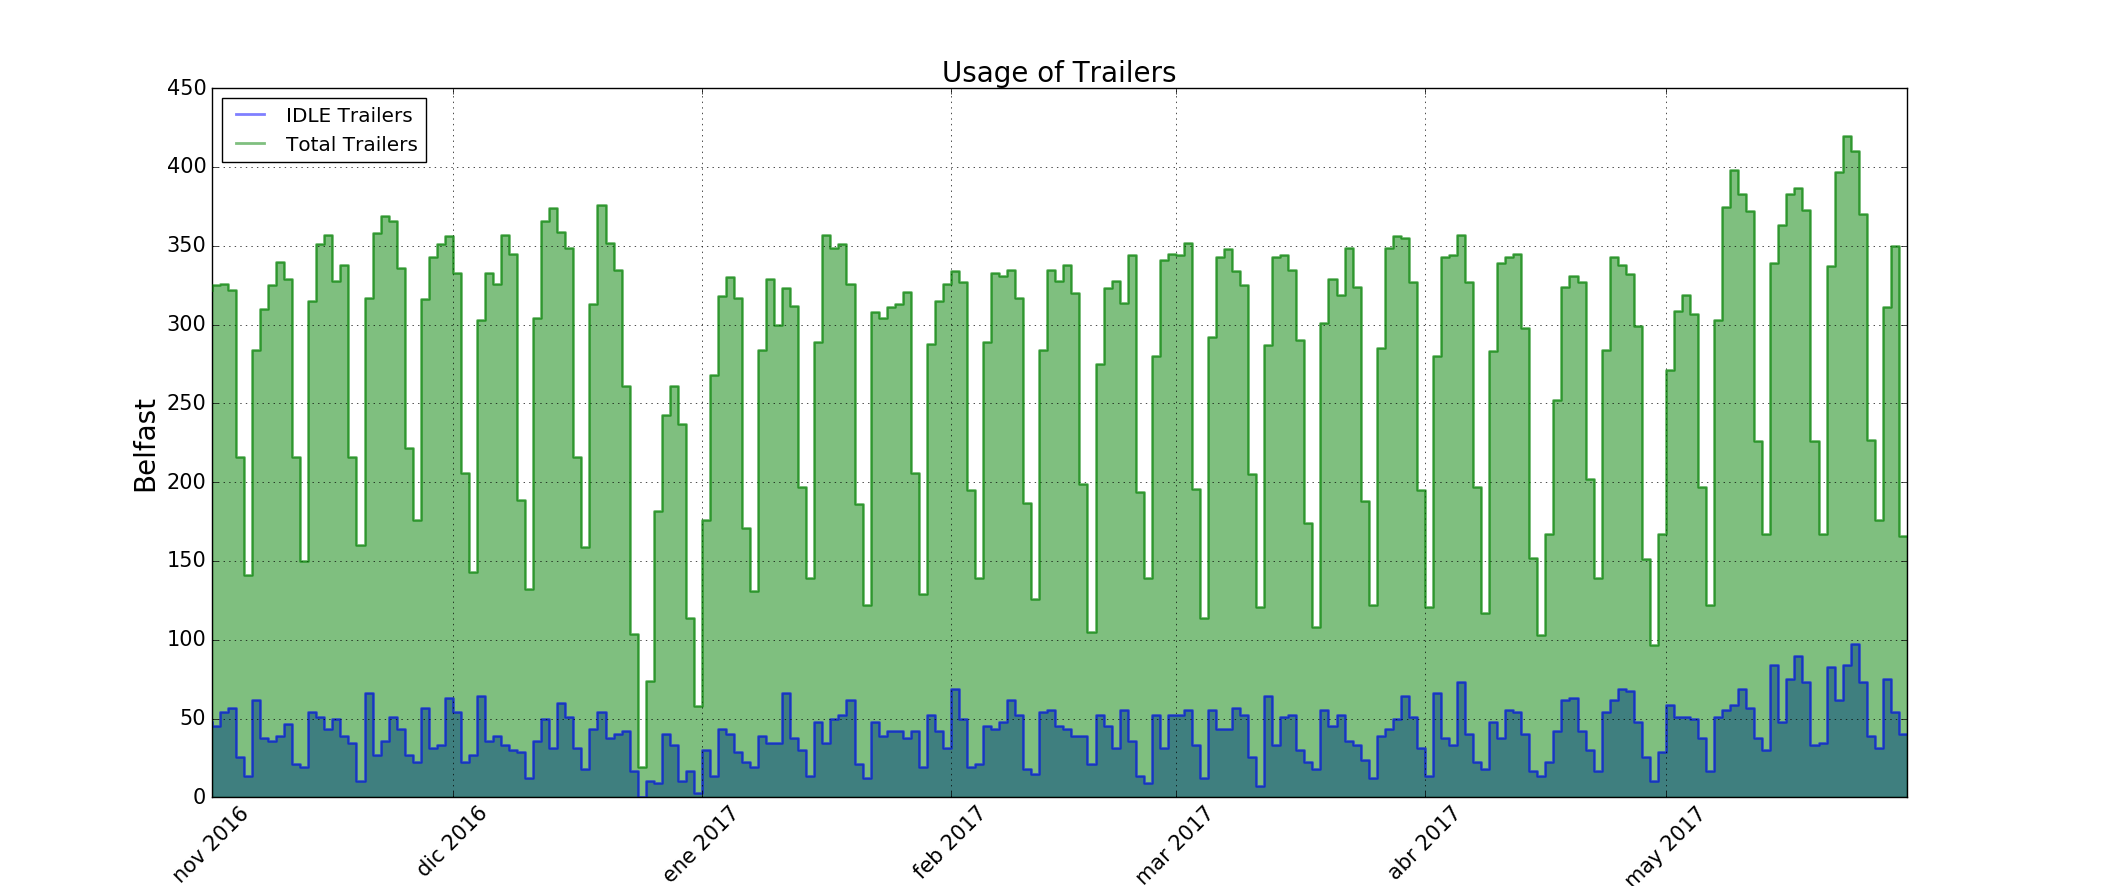 Usage of Trailers
IDLE Trailers
Total Trailers
Belfast
450
400
350
300
250
200
150
100
50
0
nov 2016
dic 2016
ene 2017
feb 2017
mar 2017
abr 2017
may 2017